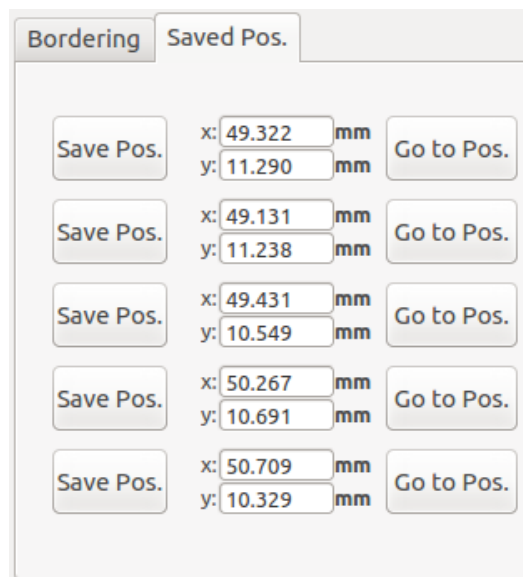 Bordering Saved Pos.
x: 49.322 mm
Save Pos. Go to Pos.
y: 11.290 mm
x: 49.131 mm
Save Pos. Go to Pos.
y: 11.238 mm
x: 49.431 mm
Save Pos. Go to Pos.
y: 10.549 mm
x: 50.267 mm
Save Pos. Go to Pos.
y: 10.691 mm
x: 50.709 mm
Save Pos. Go to Pos.
y: 10.329 mm